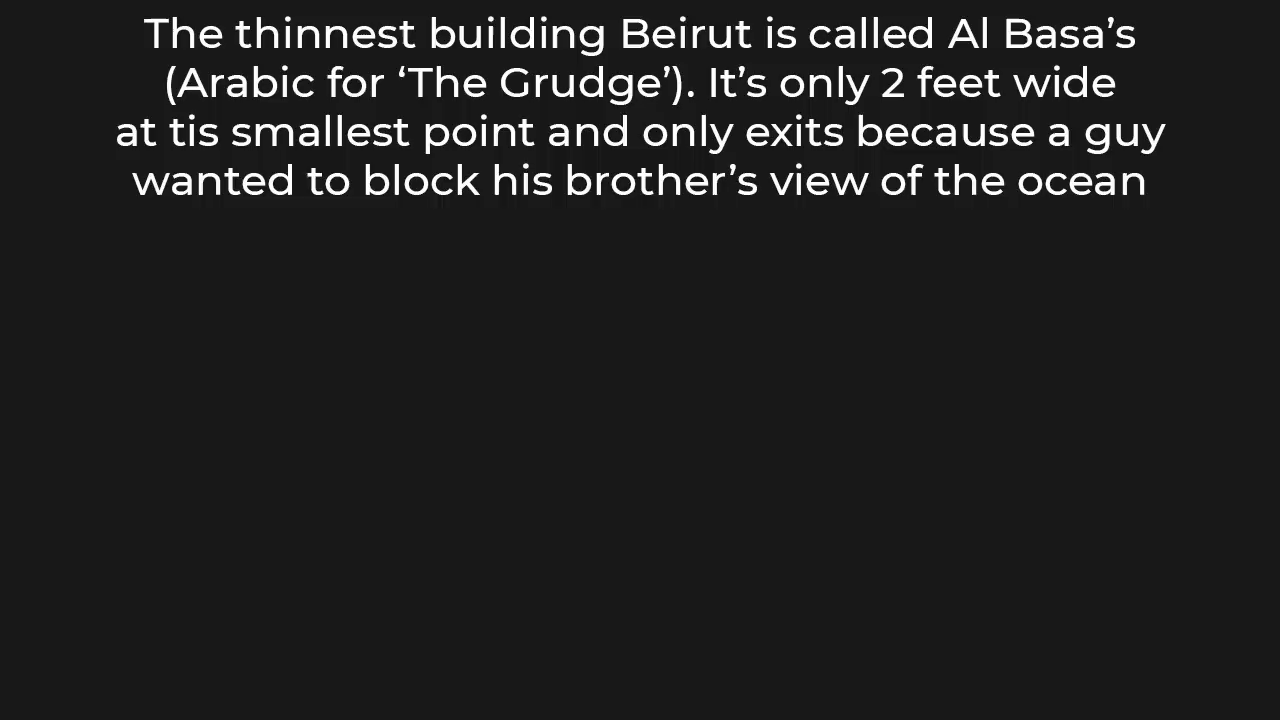 The thinnest building Beirut is called Al Basa’s
(Arabic for ‘The Grudge’). It’s only 2 feet wide
at tis smallest point and only exits because a guy
wanted to block his brother’s view of the ocean